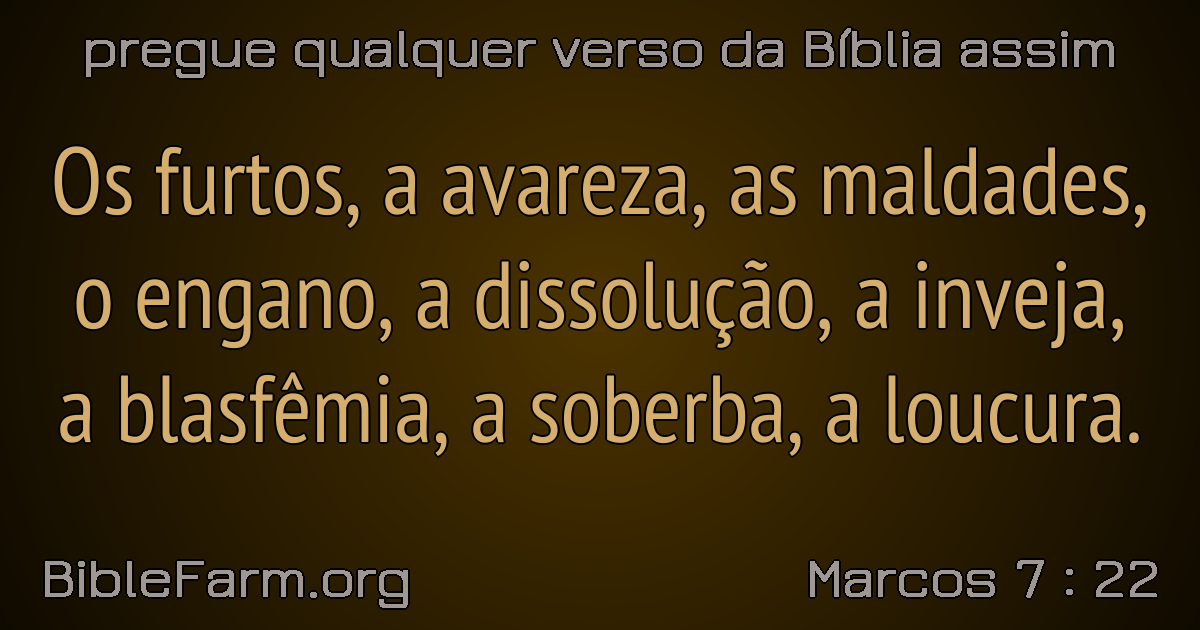 pregue qualquer verso da Bíblia assim
Os furtos, a avareza, as maldades,
o engano, a dissolução, a inveja,
a blasfêmia, a soberba, a loucura.
BibleFarm.org
Marcos 7 : 22